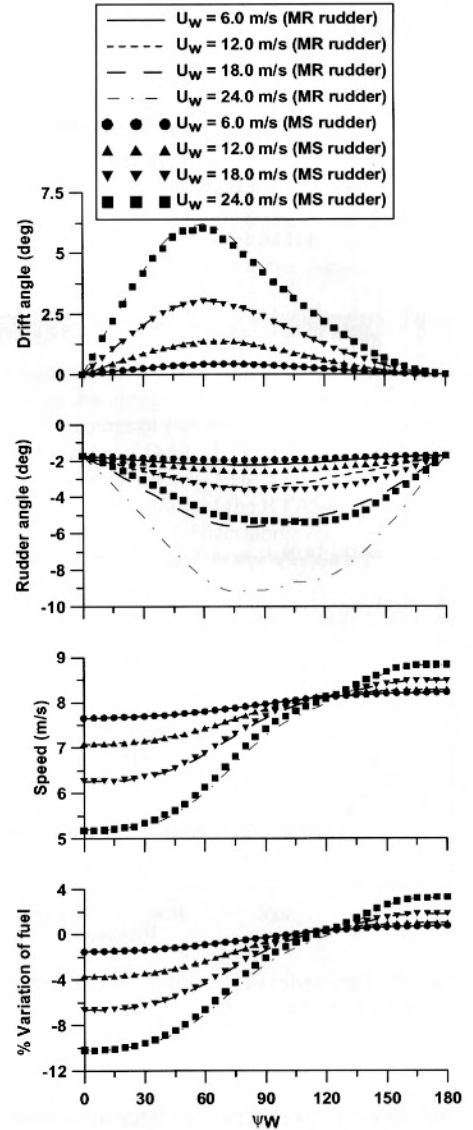 U_W = 6.0 m/s (MR rudder)
U_W = 12.0 m/s (MR rudder)
U_W = 18.0 m/s (MR rudder)
U_W = 24.0 m/s (MR rudder)
U_W = 6.0 m/s (MS rudder)
U_W = 12.0 m/s (MS rudder)
U_W = 18.0 m/s (MS rudder)
U_W = 24.0 m/s (MS rudder)
7.5
5
2.5
0
Drift angle (deg)
0
-2
-4
-6
-8
-10
Rudder angle (deg)
9
8
7
6
5
Speed (m/s)
4
0
-4
-8
-12
% Variation of fuel
0 30 60 90 120 150 180
ΨW